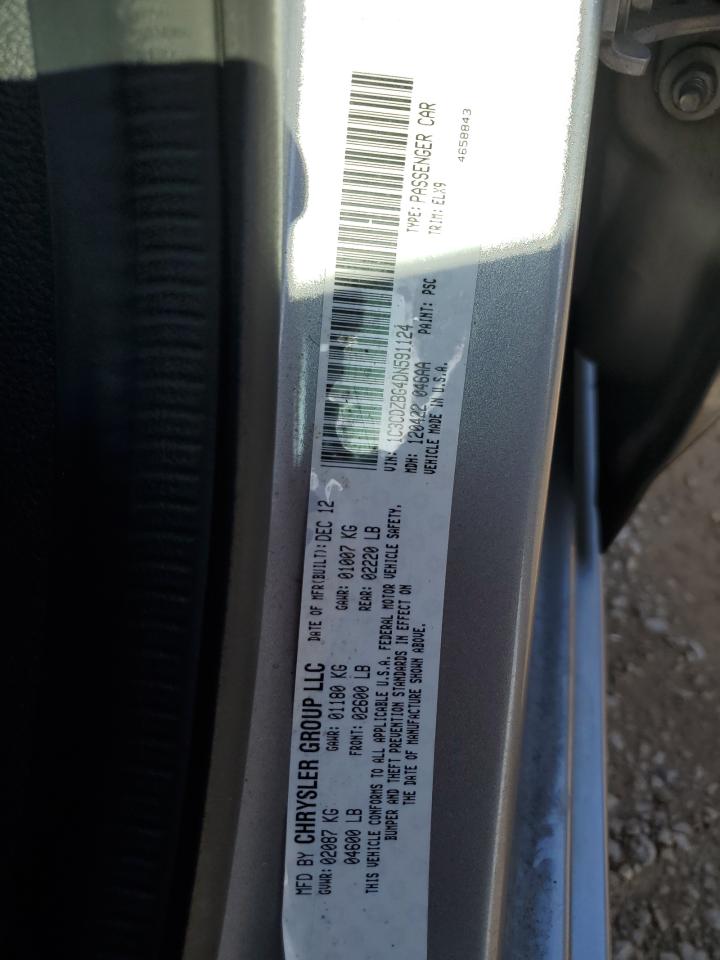 MFD BY CHRYSLER GROUP LLC
DATE OF MFR(BUILT): DEC 12
GVWR: 02087 KG
GAWR: 01180 KG
GAWR: 01007 KG
04600 LB
FRONT: 02600 LB
REAR: 02220 LB
THIS VEHICLE CONFORMS TO ALL APPLICABLE U.S.A. FEDERAL MOTOR VEHICLE SAFETY,
BUMPER AND THEFT PREVENTION STANDARDS IN EFFECT ON
THE DATE OF MANUFACTURE SHOWN ABOVE.
VIN: 1C3CDZBG4DN591124
TYPE: PASSENGER CAR
MDH: 120422 046AA
PAINT: PSC
TRIM: ELX9
VEHICLE MADE IN U.S.A.
4658843